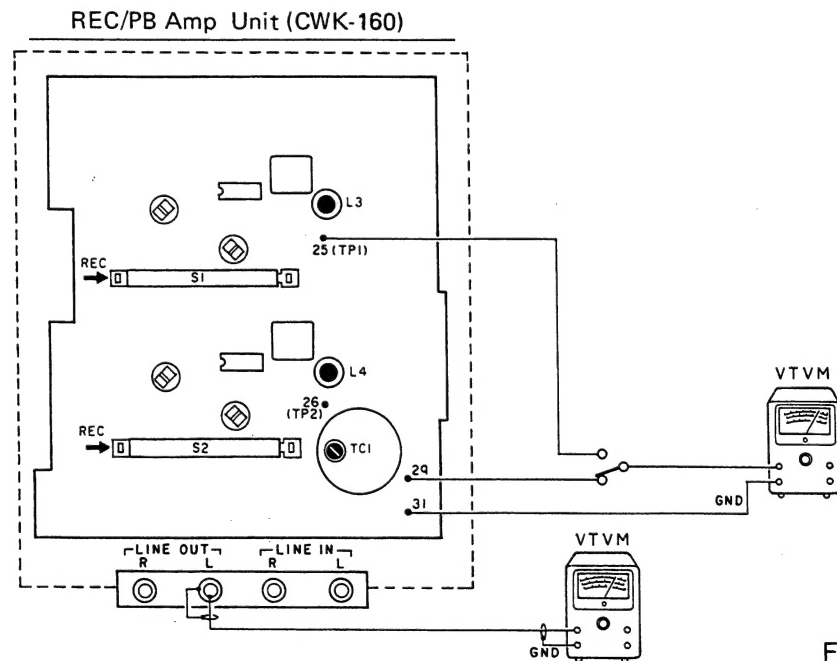 REC/PB Amp Unit (CWK-160)
L3
25 (TP1)
REC
S1
L4
26
(TP2)
REC
S2
TC1
29
31
VTVM
GND
LINE OUT
LINE IN
R
L
R
L
VTVM
GND